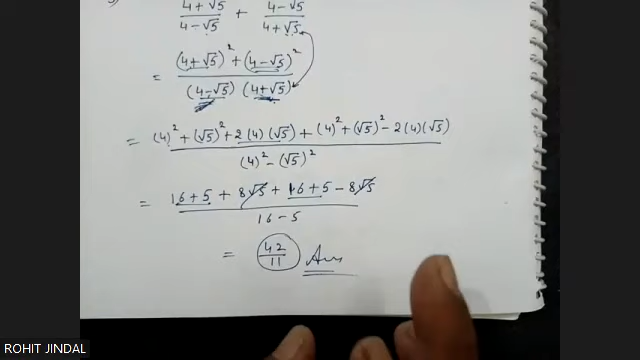 4 + √5 / 4 − √5 + 4 − √5 / 4 + √5
= (4 + √5)² + (4 − √5)² / (4 − √5) (4 + √5)
= (4)² + (√5)² + 2(4)(√5) + (4)² + (√5)² − 2(4)(√5) / (4)² − (√5)²
= 16 + 5 + 8√5 + 16 + 5 − 8√5 / 16 − 5
= 42 / 11 Ans
ROHIT JINDAL